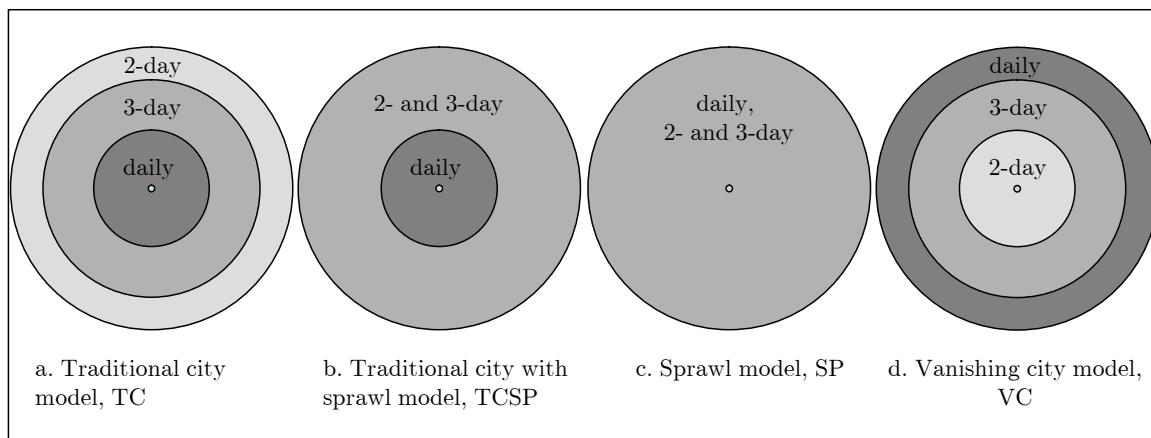 2-day
3-day
daily
2- and 3-day
daily
daily,
2- and 3-day
daily
3-day
2-day
a. Traditional city
model, TC
b. Traditional city with
sprawl model, TCSP
c. Sprawl model, SP
d. Vanishing city model,
VC